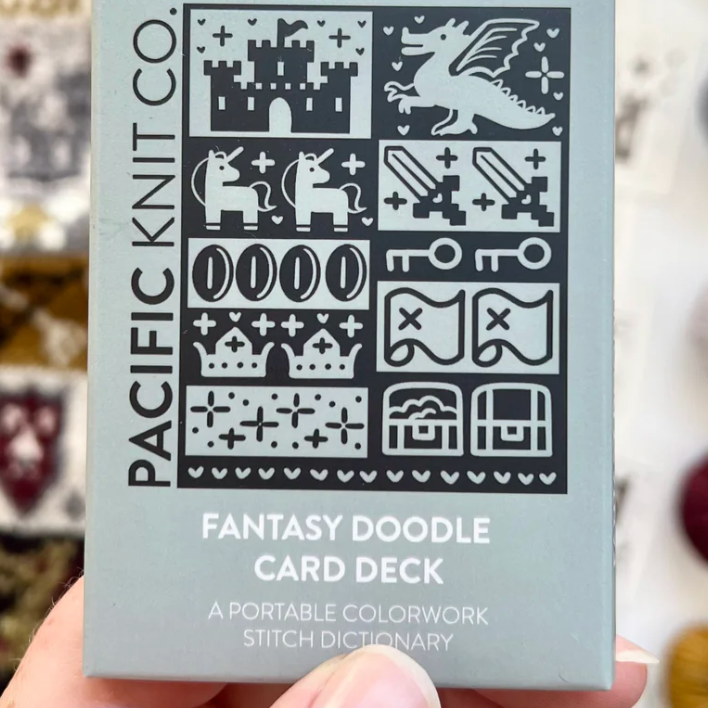 PACIFIC KNIT CO.
FANTASY DOODLE
CARD DECK
A PORTABLE COLORWORK
STITCH DICTIONARY